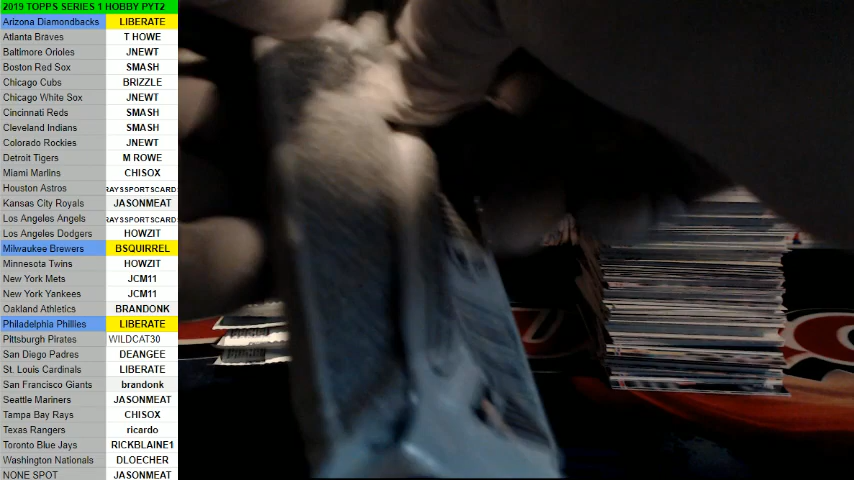 2019 TOPPS SERIES 1 HOBBY PYT2
Arizona Diamondbacks LIBERATE
Atlanta Braves T HOWE
Baltimore Orioles JNEWT
Boston Red Sox SMASH
Chicago Cubs BRIZZLE
Chicago White Sox JNEWT
Cincinnati Reds SMASH
Cleveland Indians SMASH
Colorado Rockies JNEWT
Detroit Tigers M ROWE
Miami Marlins CHISOX
Houston Astros RAYSSPORTSCARD
Kansas City Royals JASONMEAT
Los Angeles Angels RAYSSPORTSCARD
Los Angeles Dodgers HOWZIT
Milwaukee Brewers BSQUIRREL
Minnesota Twins HOWZIT
New York Mets JCM11
New York Yankees JCM11
Oakland Athletics BRANDONK
Philadelphia Phillies LIBERATE
Pittsburgh Pirates WILDCAT30
San Diego Padres DEANGEE
St. Louis Cardinals LIBERATE
San Francisco Giants brandonk
Seattle Mariners JASONMEAT
Tampa Bay Rays CHISOX
Texas Rangers ricardo
Toronto Blue Jays RICKBLAINE1
Washington Nationals DLOECHER
NONE SPOT JASONMEAT